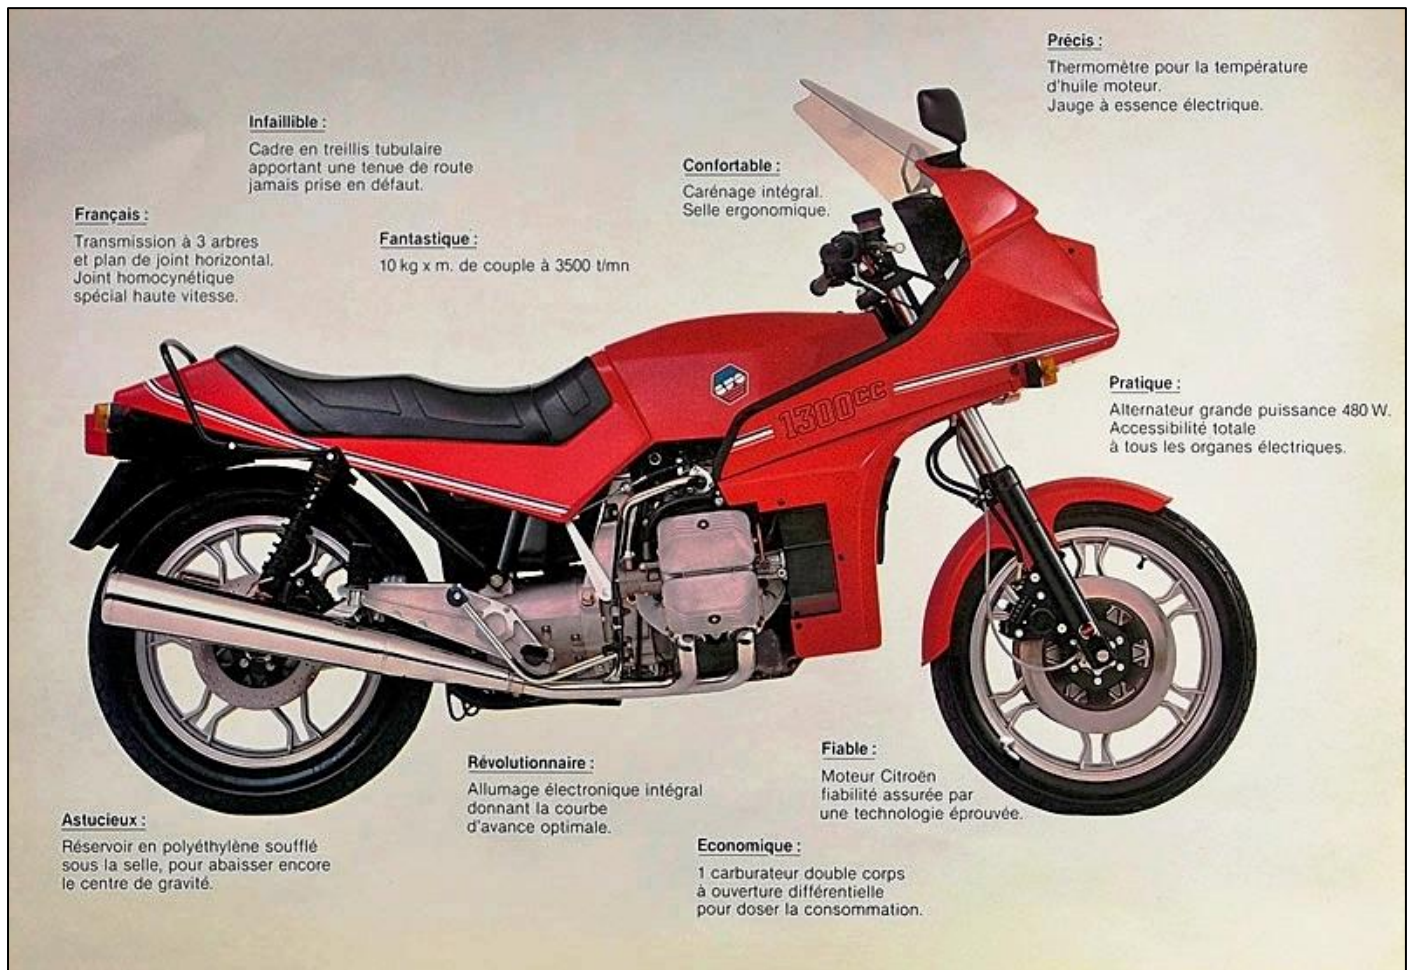 Précis :
Thermomètre pour la température
d'huile moteur.
Jauge à essence électrique.
Infaillible :
Cadre en treillis tubulaire
apportant une tenue de route
jamais prise en défaut.
Confortable :
Carénage intégral.
Selle ergonomique.
Français :
Transmission à 3 arbres
et plan de joint horizontal.
Joint homocynétique
spécial haute vitesse.
Fantastique :
10 kg x m. de couple à 3500 t/mn
BFG
1300cc
Pratique :
Alternateur grande puissance 480 W.
Accessibilité totale
à tous les organes électriques.
Révolutionnaire :
Allumage électronique intégral
donnant la courbe
d'avance optimale.
Fiable :
Moteur Citroën
fiabilité assurée par
une technologie éprouvée.
Astucieux :
Réservoir en polyéthylène soufflé
sous la selle, pour abaisser encore
le centre de gravité.
Economique :
1 carburateur double corps
à ouverture différentielle
pour doser la consommation.